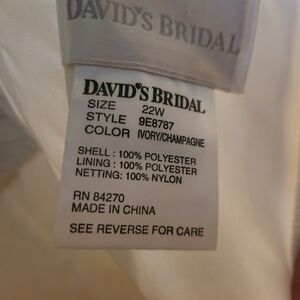 DAVID'S BRIDAL
DAVID'S BRIDAL
SIZE 22W
STYLE 9E8787
COLOR IVORY/CHAMPAGNE
SHELL : 100% POLYESTER
LINING : 100% POLYESTER
NETTING: 100% NYLON
RN 84270
MADE IN CHINA
SEE REVERSE FOR CARE